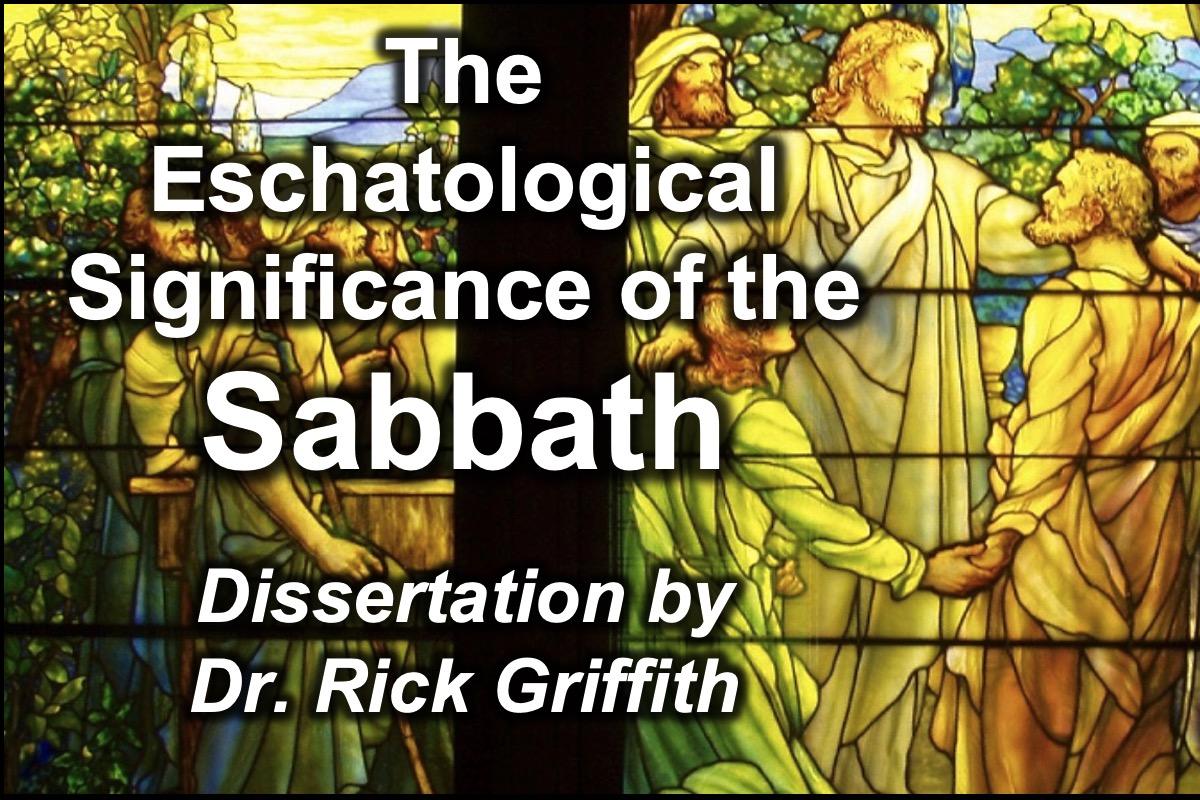 The
Eschatological
Significance of the
Sabbath
Dissertation by
Dr. Rick Griffith